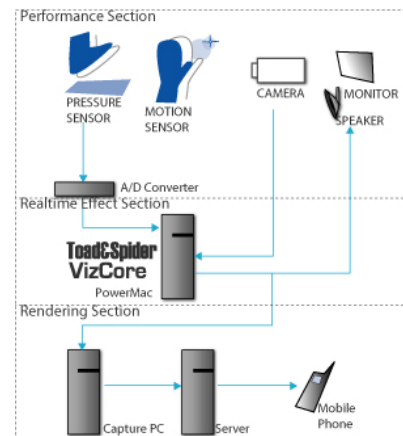 Performance Section
PRESSURE
SENSOR
MOTION
SENSOR
CAMERA
MONITOR
SPEAKER
A/D Converter
Realtime Effect Section
Toad&Spider
VizCore
PowerMac
Rendering Section
Capture PC
Server
Mobile
Phone